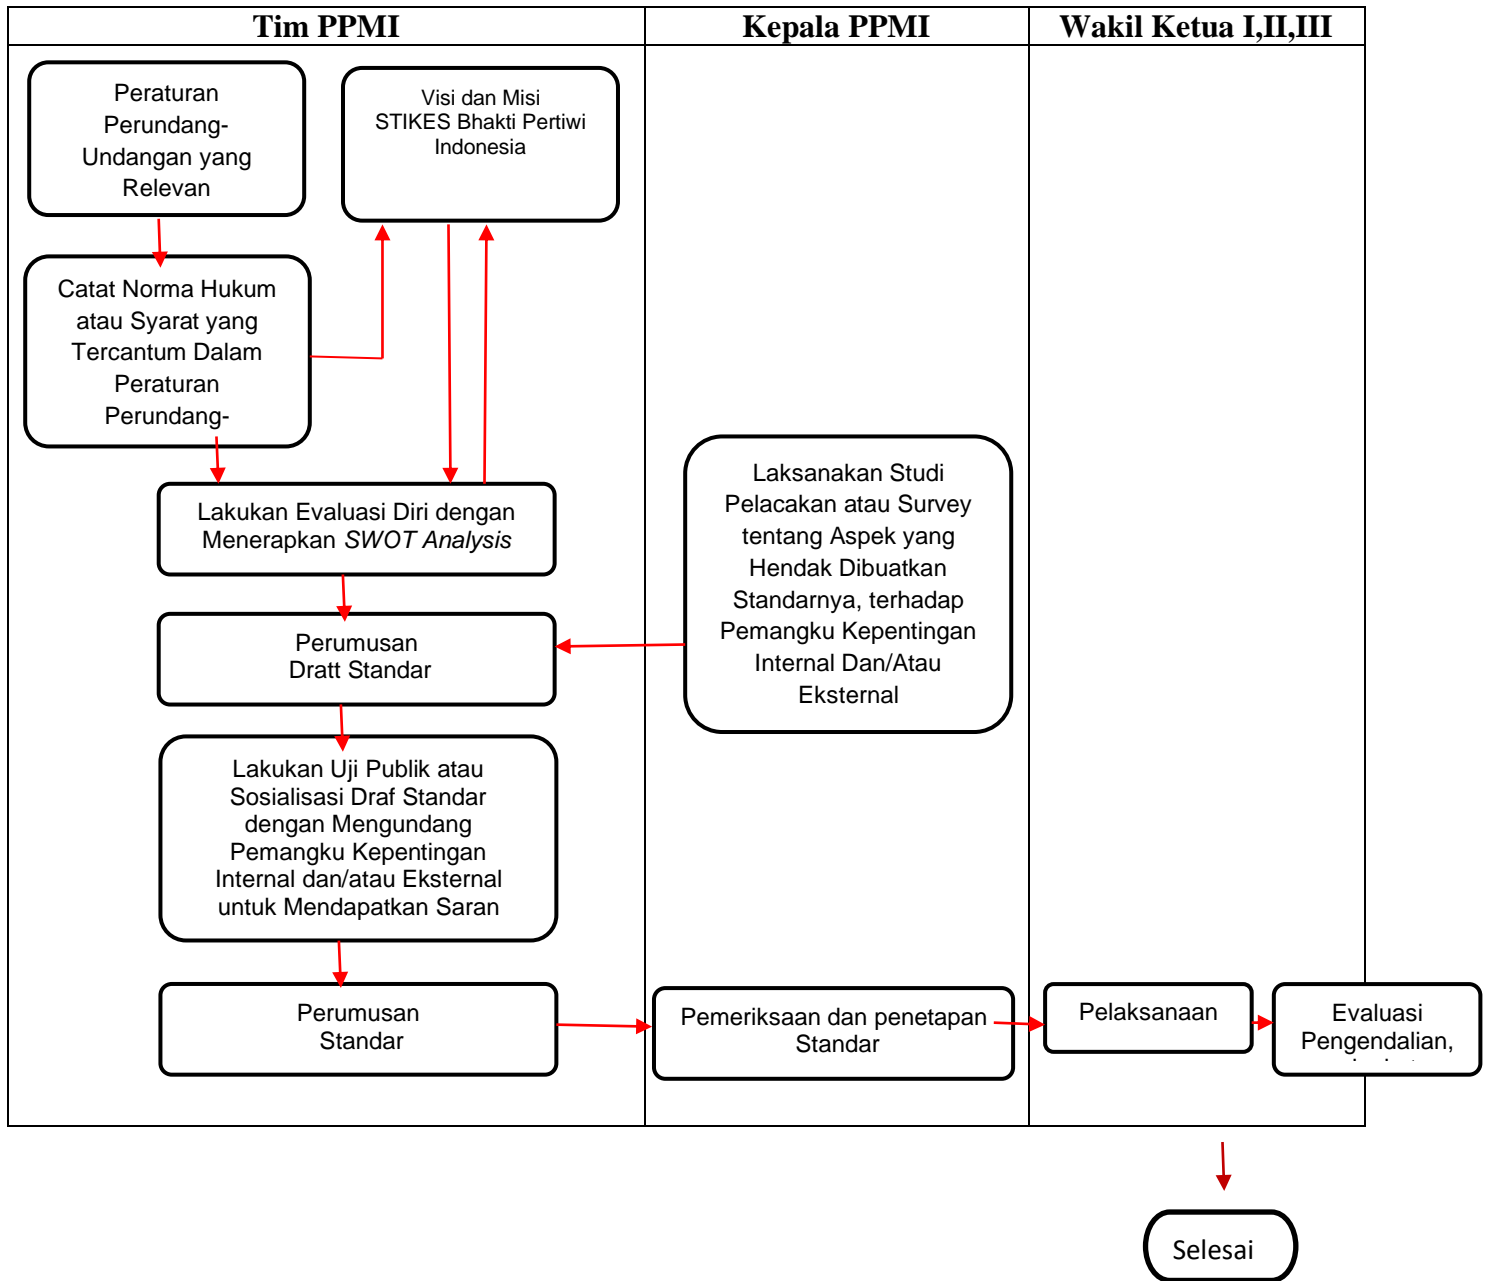 Tim PPMI
Kepala PPMI
Wakil Ketua I,II,III
Peraturan
Perundang-
Undangan yang
Relevan
Visi dan Misi
STIKES Bhakti Pertiwi
Indonesia
Catat Norma Hukum
atau Syarat yang
Tercantum Dalam
Peraturan
Perundang-
Lakukan Evaluasi Diri dengan
Menerapkan SWOT Analysis
Laksanakan Studi
Pelacakan atau Survey
tentang Aspek yang
Hendak Dibuatkan
Standarnya, terhadap
Pemangku Kepentingan
Internal Dan/Atau
Eksternal
Perumusan
Dratt Standar
Lakukan Uji Publik atau
Sosialisasi Draf Standar
dengan Mengundang
Pemangku Kepentingan
Internal dan/atau Eksternal
untuk Mendapatkan Saran
Perumusan
Standar
Pemeriksaan dan penetapan
Standar
Pelaksanaan
Evaluasi
Pengendalian,
Selesai